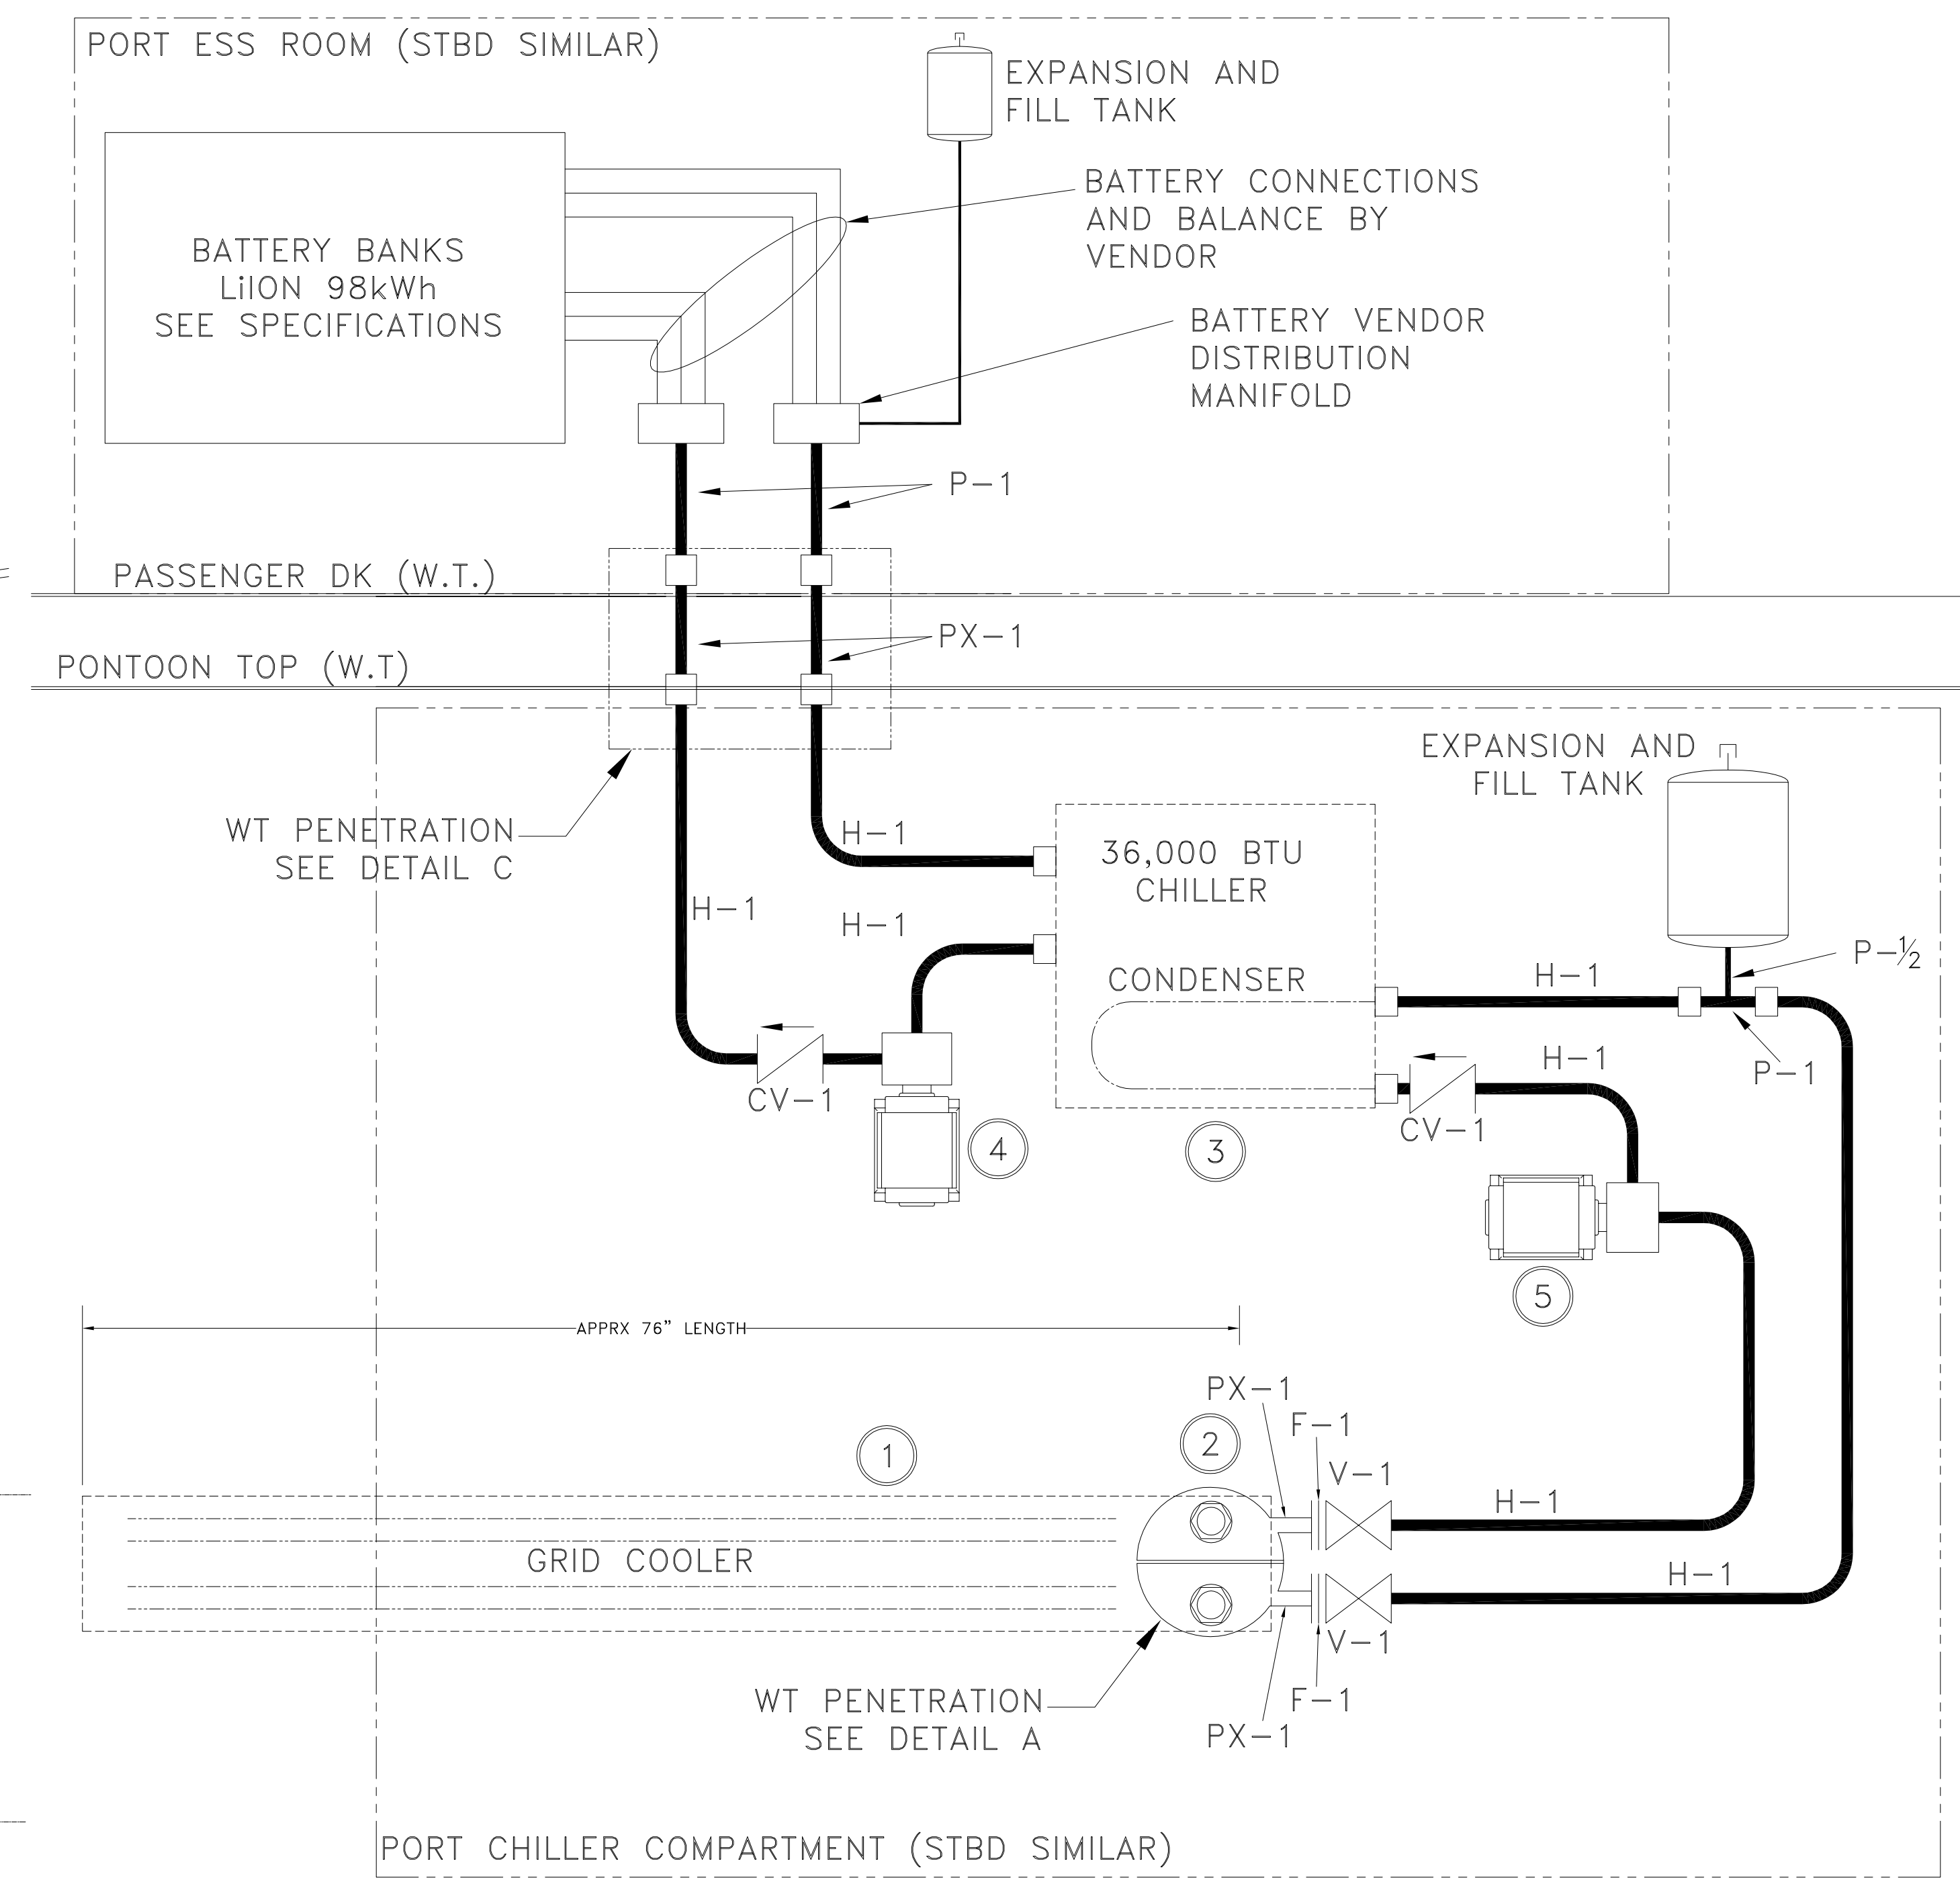 PORT ESS ROOM (STBD SIMILAR)
EXPANSION AND
FILL TANK
BATTERY CONNECTIONS
AND BALANCE BY
VENDOR
BATTERY BANKS
LiION 98kWh
SEE SPECIFICATIONS
BATTERY VENDOR
DISTRIBUTION
MANIFOLD
P-1
PASSENGER DK (W.T.)
PX-1
PONTOON TOP (W.T)
EXPANSION AND
FILL TANK
WT PENETRATION
SEE DETAIL C
H-1
36,000 BTU
CHILLER
H-1
H-1
CONDENSER
H-1
P-½
P-1
H-1
CV-1
CV-1
4
3
5
APPRX 76" LENGTH
PX-1
F-1
1
2
V-1
H-1
GRID COOLER
H-1
V-1
WT PENETRATION
SEE DETAIL A
F-1
PX-1
PORT CHILLER COMPARTMENT (STBD SIMILAR)